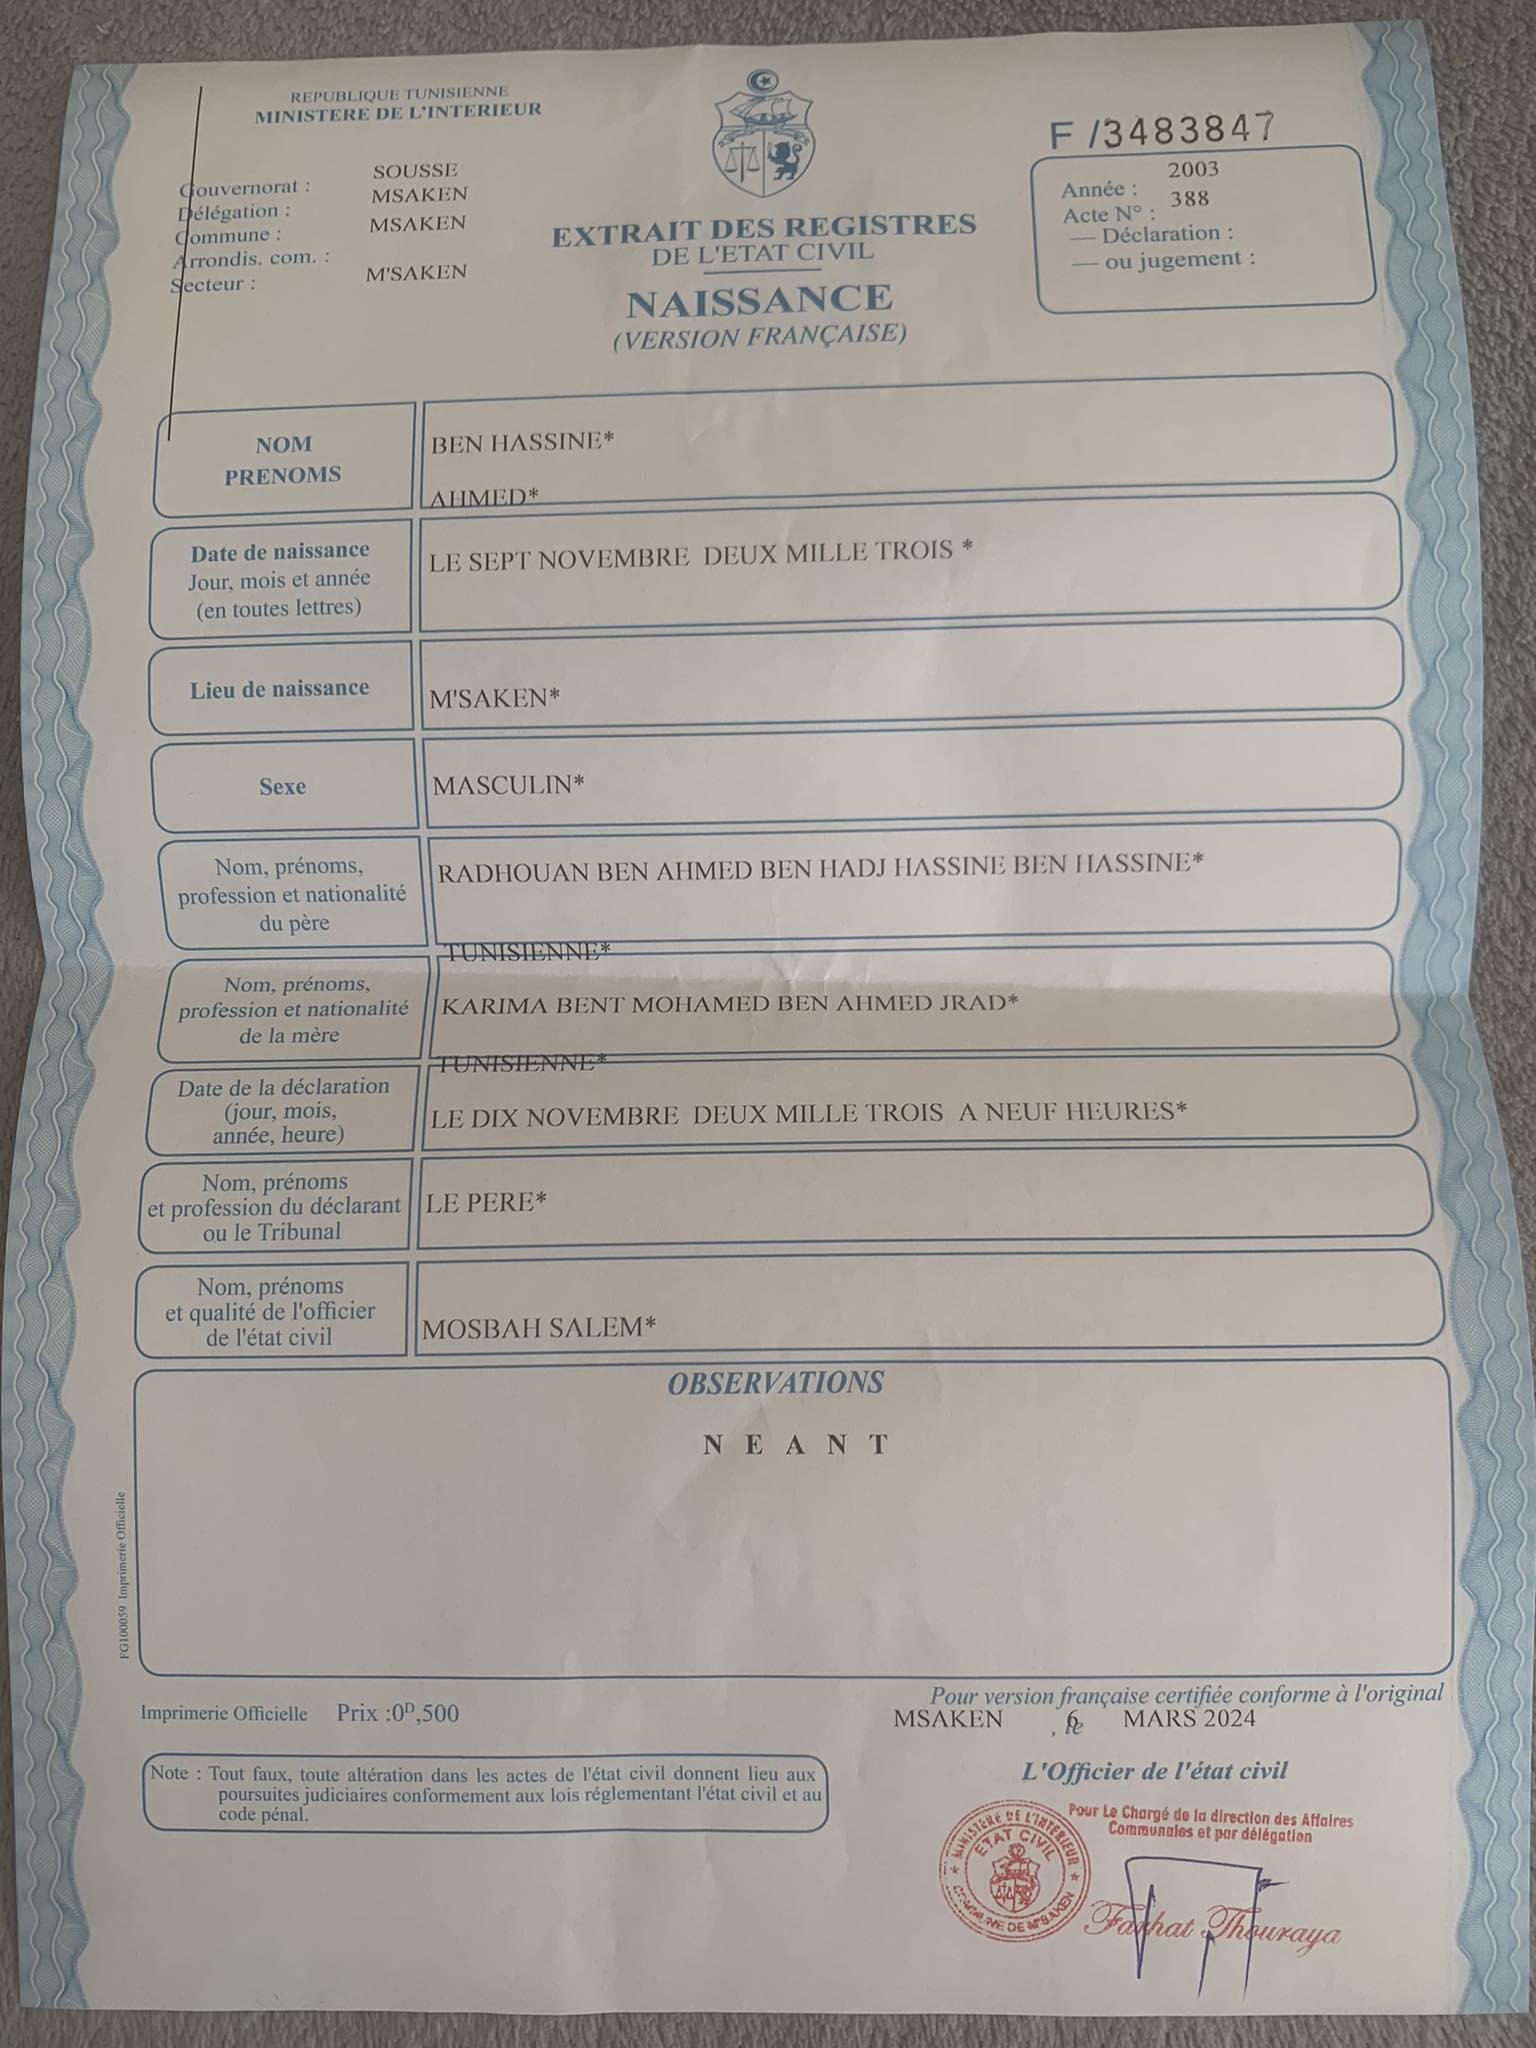 REPUBLIQUE TUNISIENNE
MINISTERE DE L'INTERIEUR
Gouvernorat : SOUSSE
Délégation : MSAKEN
Commune : MSAKEN
Arrondis. com. :
Secteur : M'SAKEN
EXTRAIT DES REGISTRES
DE L'ETAT CIVIL
NAISSANCE
(VERSION FRANÇAISE)
F /3483847
Année : 2003
Acte N° : 388
— Déclaration :
— ou jugement :
NOM
PRENOMS
BEN HASSINE*
AHMED*
Date de naissance
Jour, mois et année
(en toutes lettres)
LE SEPT NOVEMBRE DEUX MILLE TROIS *
Lieu de naissance
M'SAKEN*
Sexe
MASCULIN*
Nom, prénoms,
profession et nationalité
du père
RADHOUAN BEN AHMED BEN HADJ HASSINE BEN HASSINE*
TUNISIENNE*
Nom, prénoms,
profession et nationalité
de la mère
KARIMA BENT MOHAMED BEN AHMED JRAD*
TUNISIENNE*
Date de la déclaration
(jour, mois,
année, heure)
LE DIX NOVEMBRE DEUX MILLE TROIS A NEUF HEURES*
Nom, prénoms
et profession du déclarant
ou le Tribunal
LE PERE*
Nom, prénoms
et qualité de l'officier
de l'état civil
MOSBAH SALEM*
OBSERVATIONS
N E A N T
FG100059 Imprimerie Officielle
Imprimerie Officielle Prix :0ᴰ,500
Pour version française certifiée conforme à l'original
MSAKEN , le 6 MARS 2024
Note : Tout faux, toute altération dans les actes de l'état civil donnent lieu aux
poursuites judiciaires conformement aux lois réglementant l'état civil et au
code pénal.
L'Officier de l'état civil
Pour Le Chargé de la direction des Affaires
Communales et par délégation
MINISTERE DE L'INTERIEUR
ETAT CIVIL
COMMUNE DE M'SAKEN
Farhat Thouraya